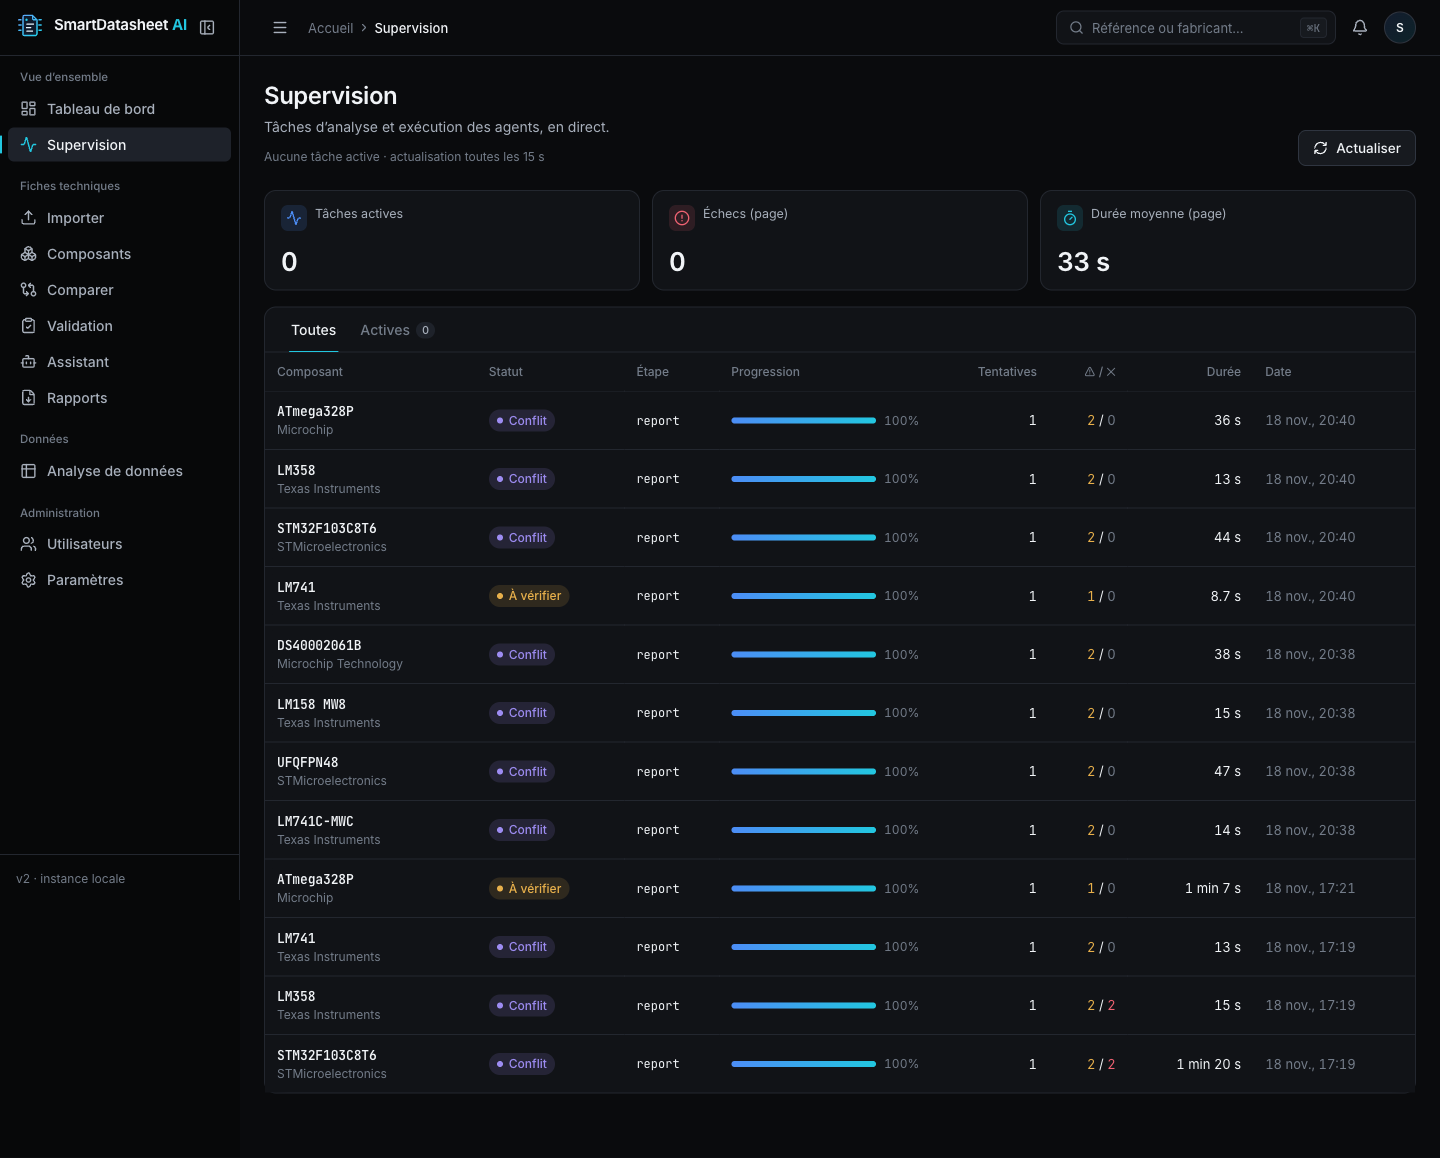 SmartDatasheet AI
Accueil > Supervision
Référence ou fabricant...
⌘K
S
Vue d'ensemble
Tableau de bord
Supervision
Fiches techniques
Importer
Composants
Comparer
Validation
Assistant
Rapports
Données
Analyse de données
Administration
Utilisateurs
Paramètres
v2 · instance locale
Supervision
Tâches d'analyse et exécution des agents, en direct.
Aucune tâche active · actualisation toutes les 15 s
Actualiser
Tâches actives
0
Échecs (page)
0
Durée moyenne (page)
33 s
Toutes Actives 0
Composant Statut Étape Progression Tentatives ⚠ / × Durée Date
ATmega328P
Microchip
Conflit report 100% 1 2 / 0 36 s 18 nov., 20:40
LM358
Texas Instruments
Conflit report 100% 1 2 / 0 13 s 18 nov., 20:40
STM32F103C8T6
STMicroelectronics
Conflit report 100% 1 2 / 0 44 s 18 nov., 20:40
LM741
Texas Instruments
À vérifier report 100% 1 1 / 0 8.7 s 18 nov., 20:40
DS40002061B
Microchip Technology
Conflit report 100% 1 2 / 0 38 s 18 nov., 20:38
LM158 MW8
Texas Instruments
Conflit report 100% 1 2 / 0 15 s 18 nov., 20:38
UFQFPN48
STMicroelectronics
Conflit report 100% 1 2 / 0 47 s 18 nov., 20:38
LM741C-MWC
Texas Instruments
Conflit report 100% 1 2 / 0 14 s 18 nov., 20:38
ATmega328P
Microchip
À vérifier report 100% 1 1 / 0 1 min 7 s 18 nov., 17:21
LM741
Texas Instruments
Conflit report 100% 1 2 / 0 13 s 18 nov., 17:19
LM358
Texas Instruments
Conflit report 100% 1 2 / 2 15 s 18 nov., 17:19
STM32F103C8T6
STMicroelectronics
Conflit report 100% 1 2 / 2 1 min 20 s 18 nov., 17:19